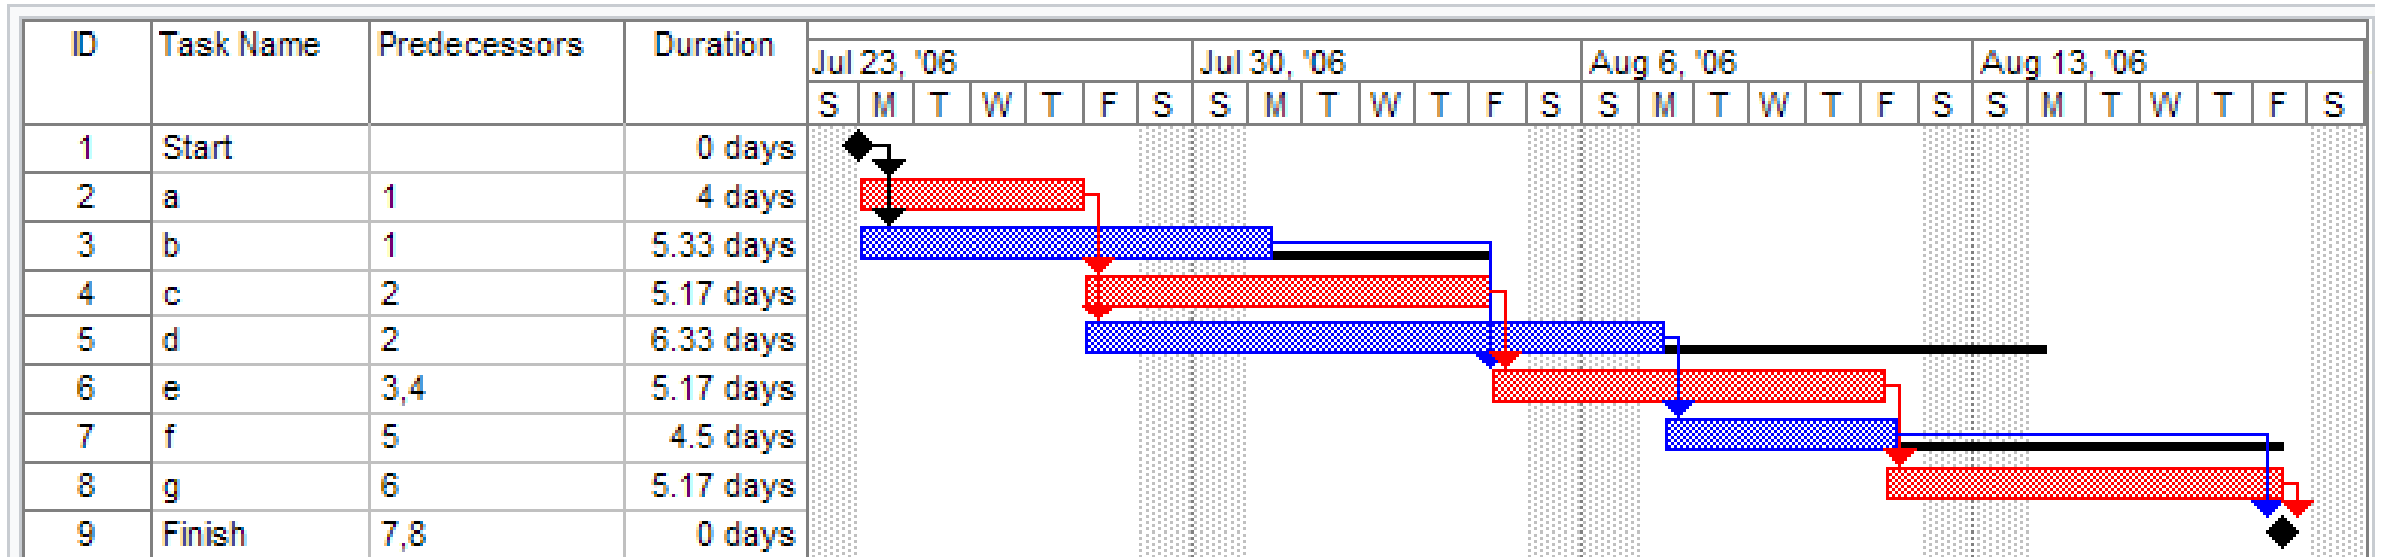 ID Task Name Predecessors Duration
Jul 23, '06 Jul 30, '06 Aug 6, '06 Aug 13, '06
S M T W T F S S M T W T F S S M T W T F S S M T W T F S
1 Start 0 days
2 a 1 4 days
3 b 1 5.33 days
4 c 2 5.17 days
5 d 2 6.33 days
6 e 3,4 5.17 days
7 f 5 4.5 days
8 g 6 5.17 days
9 Finish 7,8 0 days